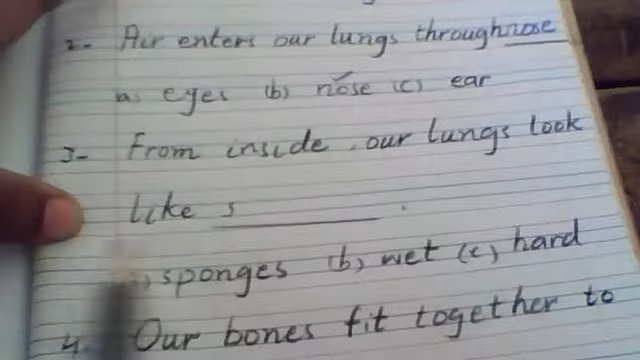 2- Air enters our lungs through nose
a) eyes (b) nose (c) ear
3- From inside, our lungs look
like s________.
) sponges (b) wet (c) hard
4. Our bones fit together to